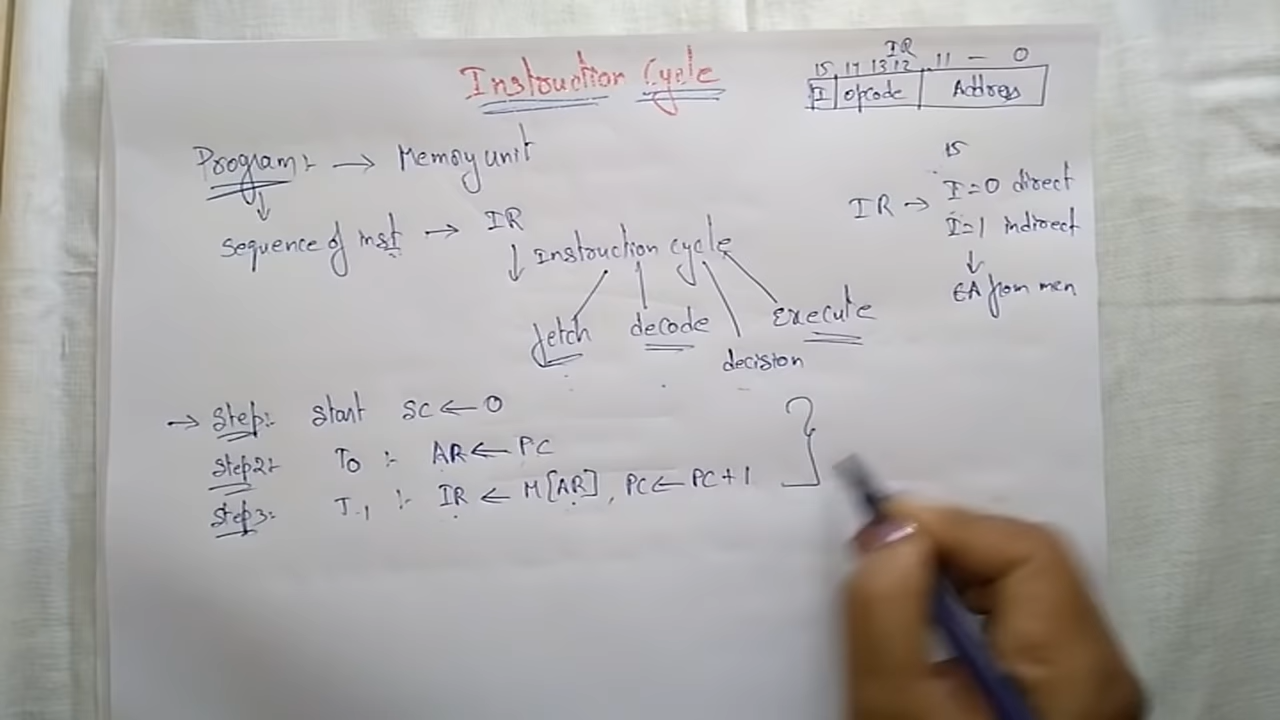 Instruction Cycle
IR
15 14 13 12 11 — 0
I opcode Address
Program:- → Memoy unit
↓
Sequence of inst → IR
↓ Instruction cycle
fetch decode decision Execute
15
IR → I=0 direct
I=1 indirect
↓
EA from mem
→ Step:- Start SC ← 0
Step2:- T0 :- AR ← PC
Step3:- T1 :- IR ← M[AR], PC ← PC+1